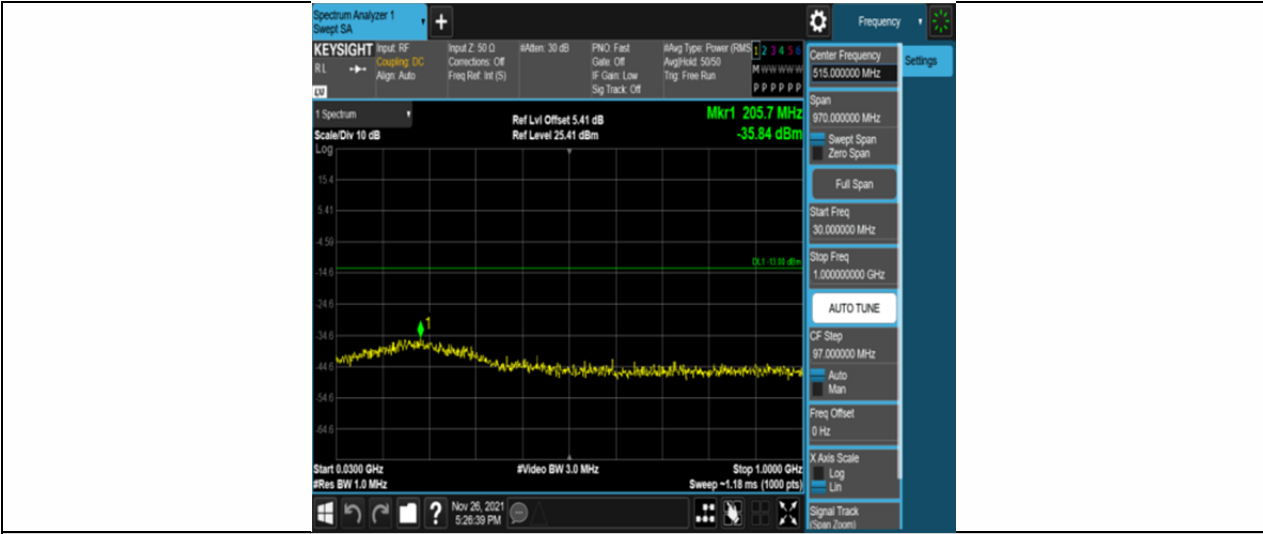 Spectrum Analyzer 1
Swept SA
Frequency
KEYSIGHT
Input: RF
Coupling: DC
Align: Auto
RL
LV
Input Z: 50 Ω
Corrections: Off
Freq Ref: Int (S)
#Atten: 30 dB
PNO: Fast
Gate: Off
IF Gain: Low
Sig Track: Off
#Avg Type: Power (RMS
Avg|Hold: 50/50
Trig: Free Run
1 2 3 4 5 6
M W W W W W
P P P P P P
1 Spectrum
Scale/Div 10 dB
Log
Ref Lvl Offset 5.41 dB
Ref Level 25.41 dBm
Mkr1 205.7 MHz
-35.84 dBm
15.4
5.41
-4.59
-14.6
-24.6
-34.6
-44.6
-54.6
-64.6
DL1 -13.00 dBm
1
Start 0.0300 GHz
#Res BW 1.0 MHz
#Video BW 3.0 MHz
Stop 1.0000 GHz
Sweep ~1.18 ms (1000 pts)
Nov 26, 2021
5:26:39 PM
Center Frequency
515.000000 MHz
Settings
Span
970.000000 MHz
Swept Span
Zero Span
Full Span
Start Freq
30.000000 MHz
Stop Freq
1.000000000 GHz
AUTO TUNE
CF Step
97.000000 MHz
Auto
Man
Freq Offset
0 Hz
X Axis Scale
Log
Lin
Signal Track
(Span Zoom)